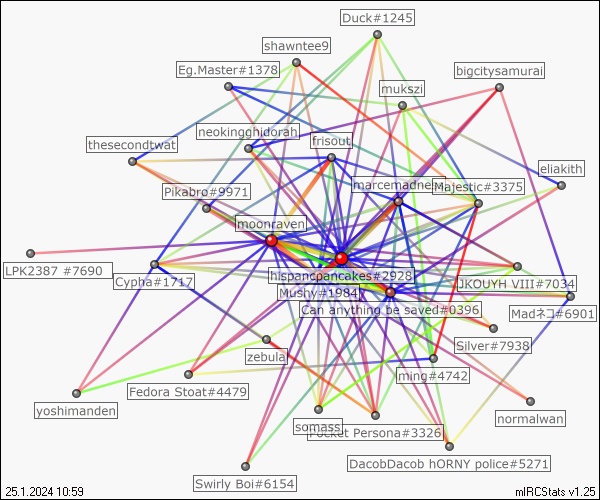 Duck#1245
shawntee9
Eg.Master#1378
bigcitysamurai
mukszi
neokingghidorah
thesecondtwat
frisout
eliakith
marcemadne
Majestic#3375
Pikabro#9971
moonraven
LPK2387 #7690
Cypha#1717
hispanicpancakes#2928
JKOUYH VIII#7034
Mushy#1984
Can anything be saved#0396
Madネコ#6901
Silver#7938
zebula
ming#4742
Fedora Stoat#4479
yoshimanden
normalwan
somass
Pocket Persona#3326
DacobDacob hORNY police#5271
Swirly Boi#6154
25.1.2024 10:59
mIRCStats v1.25